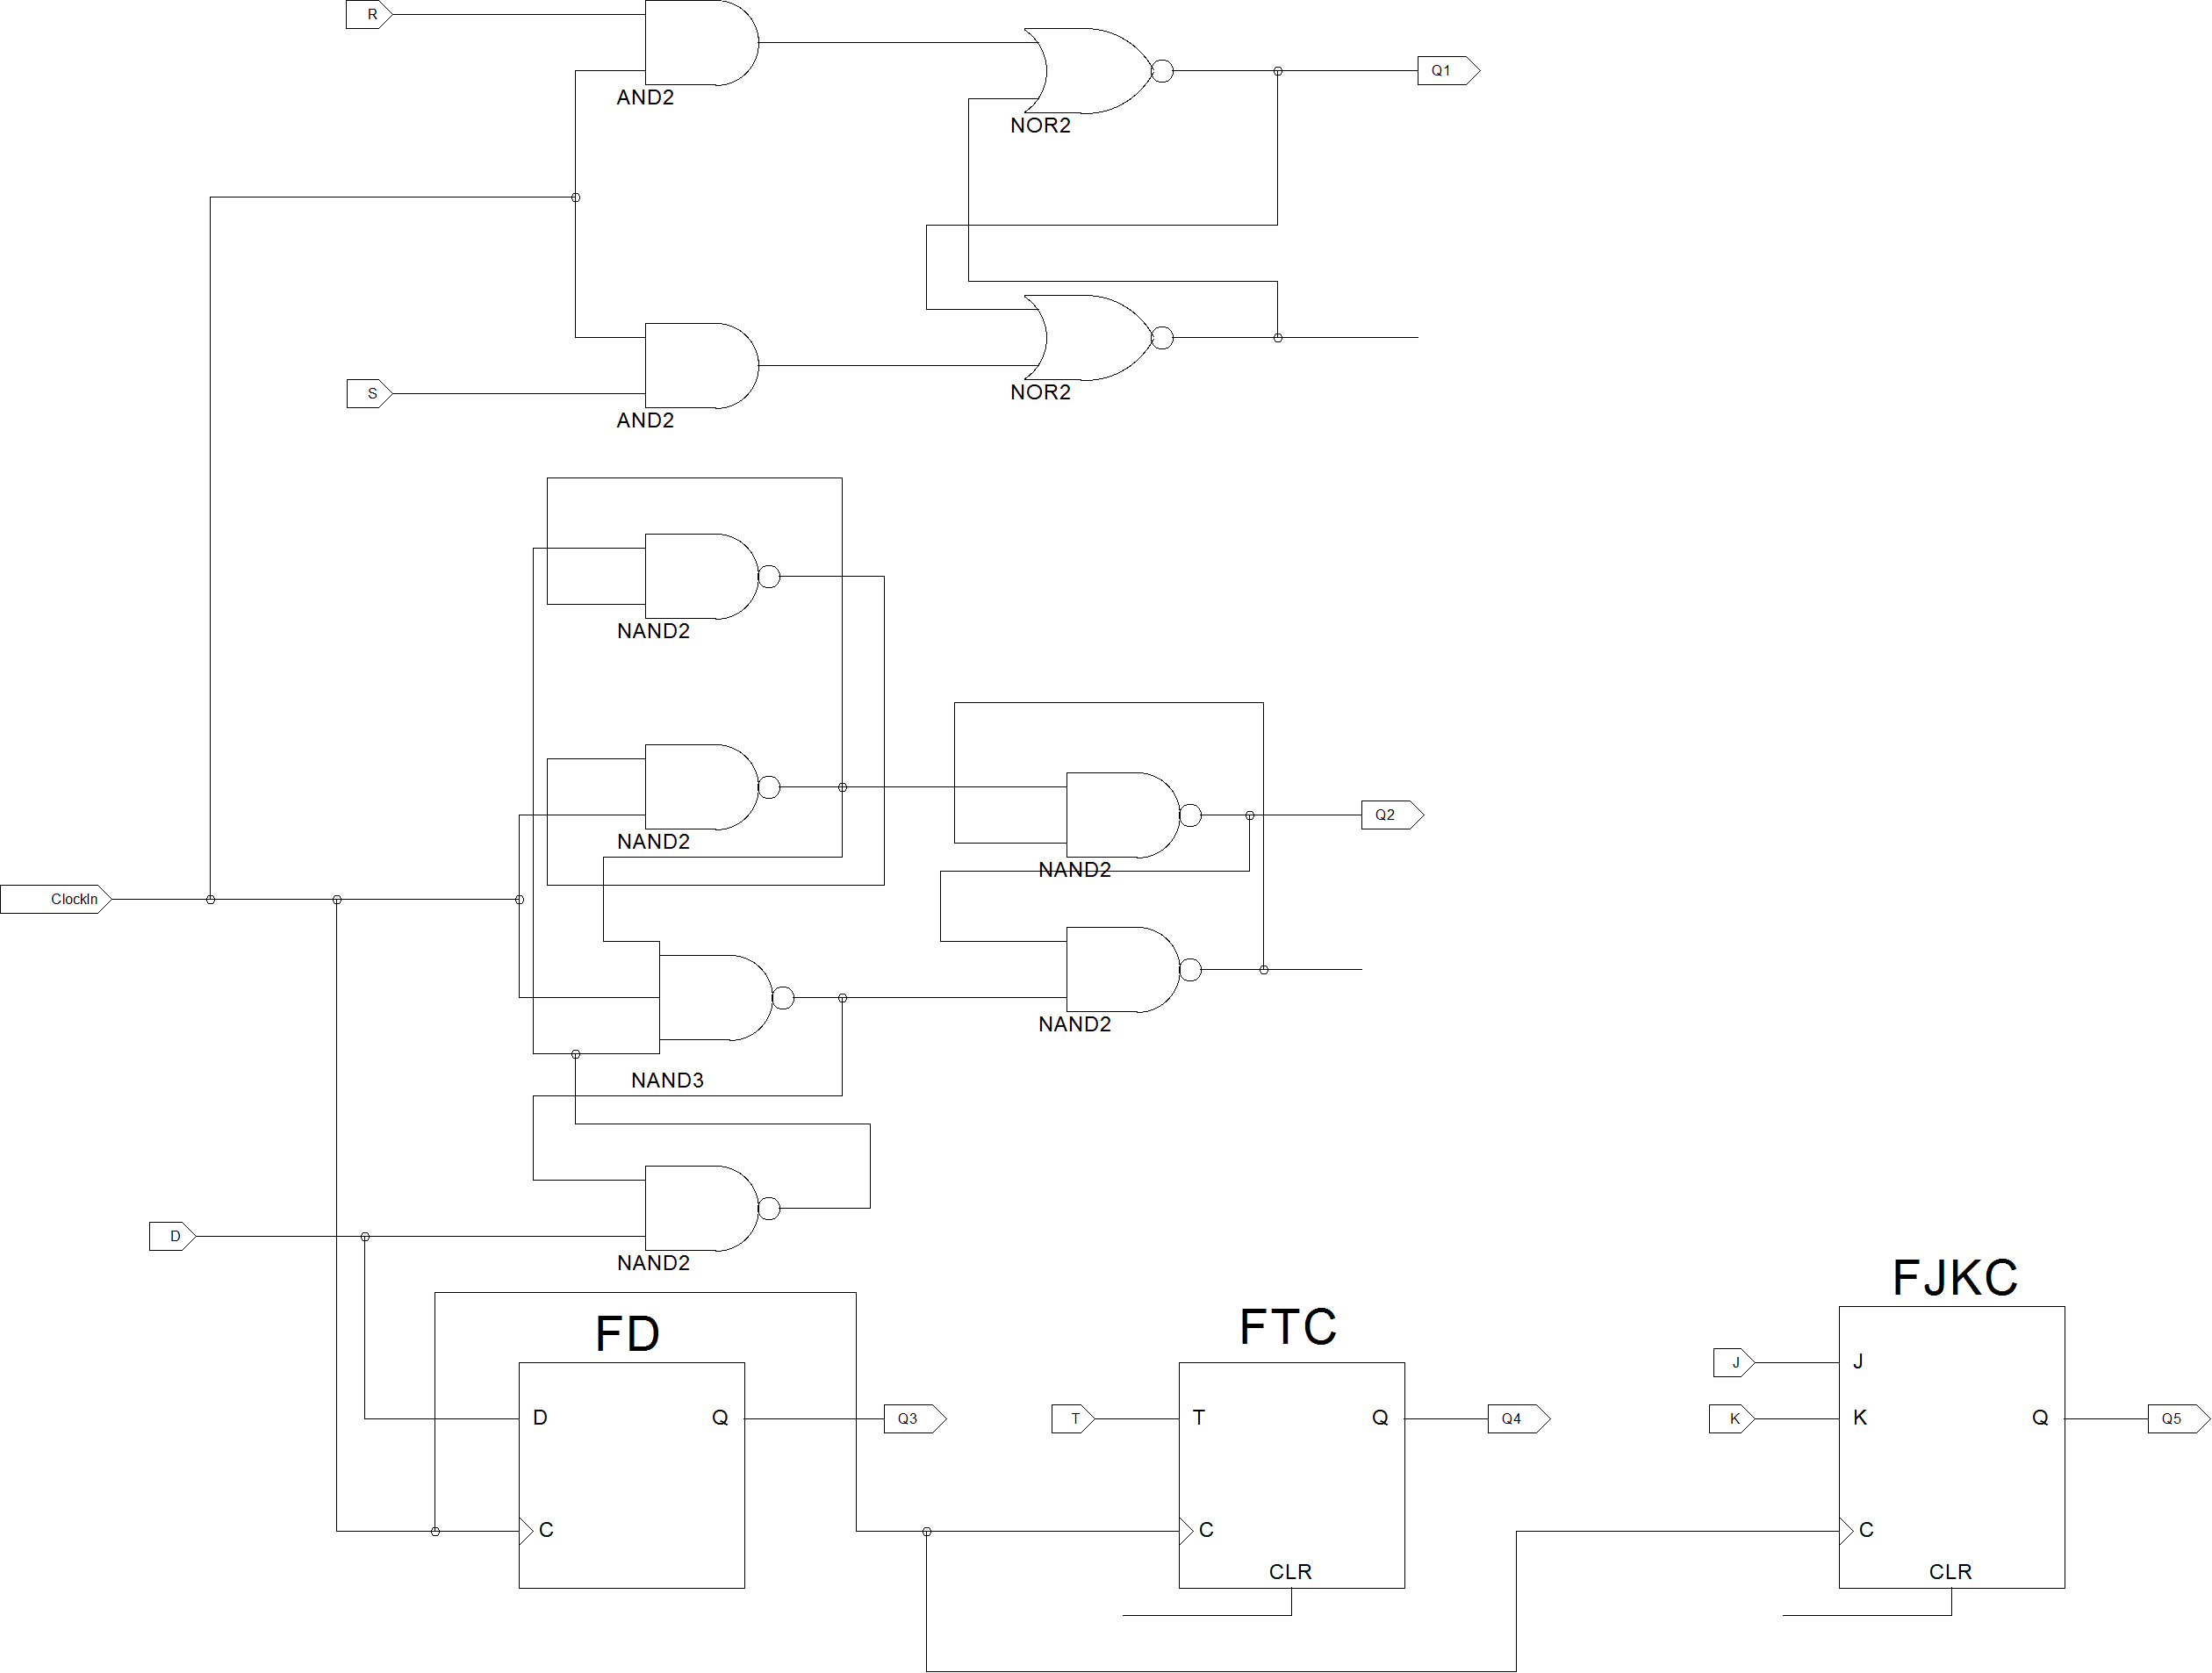 R
AND2
NOR2
Q1
S
AND2
NOR2
NAND2
NAND2
NAND2
Q2
ClockIn
NAND3
NAND2
D
NAND2
FD
D
Q
C
Q3
FTC
T
T
Q
C
CLR
Q4
FJKC
J
J
K
K
Q
C
CLR
Q5